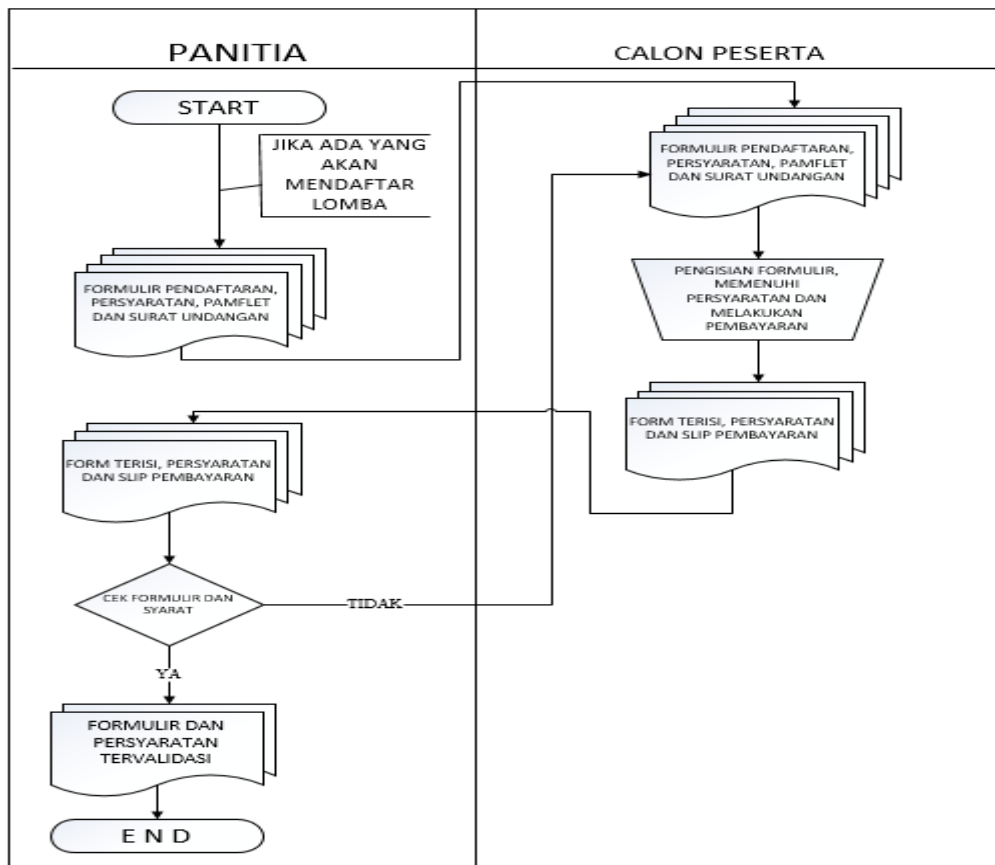 PANITIA
CALON PESERTA
START
JIKA ADA YANG
AKAN
MENDAFTAR
LOMBA
FORMULIR PENDAFTARAN,
PERSYARATAN, PAMFLET
DAN SURAT UNDANGAN
FORMULIR PENDAFTARAN,
PERSYARATAN, PAMFLET
DAN SURAT UNDANGAN
PENGISIAN FORMULIR,
MEMENUHI
PERSYARATAN DAN
MELAKUKAN
PEMBAYARAN
FORM TERISI, PERSYARATAN
DAN SLIP PEMBAYARAN
FORM TERISI, PERSYARATAN
DAN SLIP PEMBAYARAN
CEK FORMULIR DAN
SYARAT
TIDAK
YA
FORMULIR DAN
PERSYARATAN
TERVALIDASI
E N D